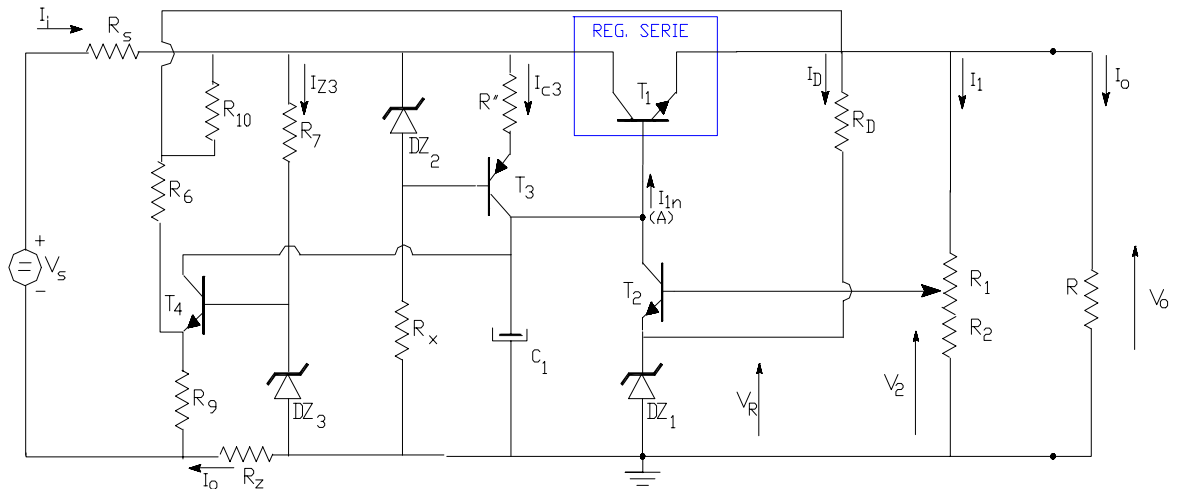 Ii
Rs
REG. SERIE
T1
R10
IZ3
R7
DZ2
R"
Ic3
ID
RD
I1
Io
R6
T3
I1n
(A)
+
Vs
-
T4
Rx
C1
T2
R1
R2
R
Vo
R9
DZ3
DZ1
VR
V2
Io
Rz